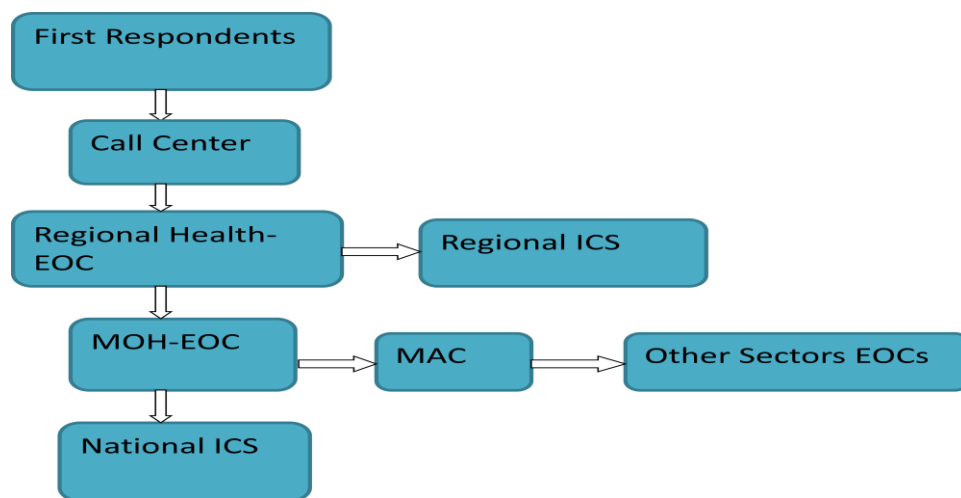 First Respondents
Call Center
Regional Health-
EOC
Regional ICS
MOH-EOC
MAC
Other Sectors EOCs
National ICS